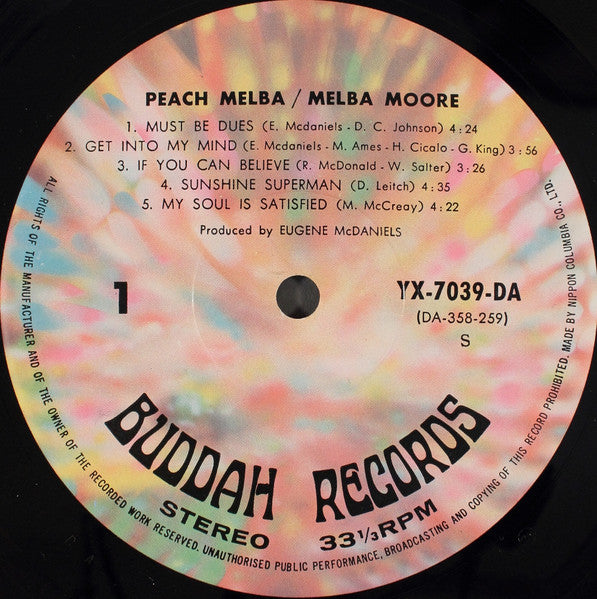 PEACH MELBA / MELBA MOORE
1. MUST BE DUES (E. Mcdaniels - D. C. Johnson) 4:24
2. GET INTO MY MIND (E. Mcdaniels - M. Ames - H. Cicalo - G. King) 3:56
3. IF YOU CAN BELIEVE (R. McDonald - W. Salter) 3:26
4. SUNSHINE SUPERMAN (D. Leitch) 4:35
5. MY SOUL IS SATISFIED (M. McCreay) 4:22
Produced by EUGENE McDANIELS
1
YX-7039-DA
(DA-358-259)
S
BUDDAH RECORDS
STEREO
33 1/3 RPM
ALL RIGHTS OF THE MANUFACTURER AND OF THE OWNER OF THE RECORDED WORK RESERVED. UNAUTHORISED PUBLIC PERFORMANCE, BROADCASTING AND COPYING OF THIS RECORD PROHIBITED. MADE BY NIPPON COLUMBIA CO., LTD.